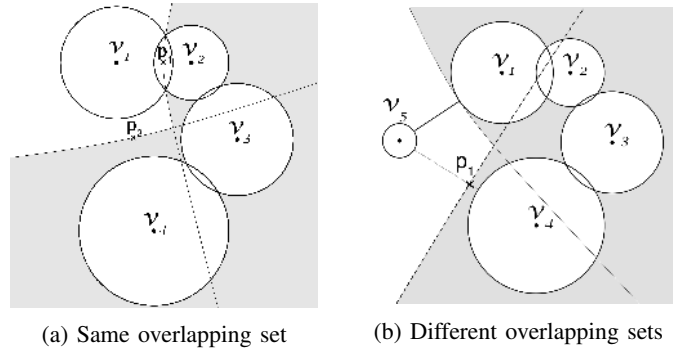 𝒱1
p1
𝒱2
p2
𝒱3
𝒱4
(a) Same overlapping set
𝒱1
𝒱2
𝒱5
𝒱3
p1
𝒱4
(b) Different overlapping sets